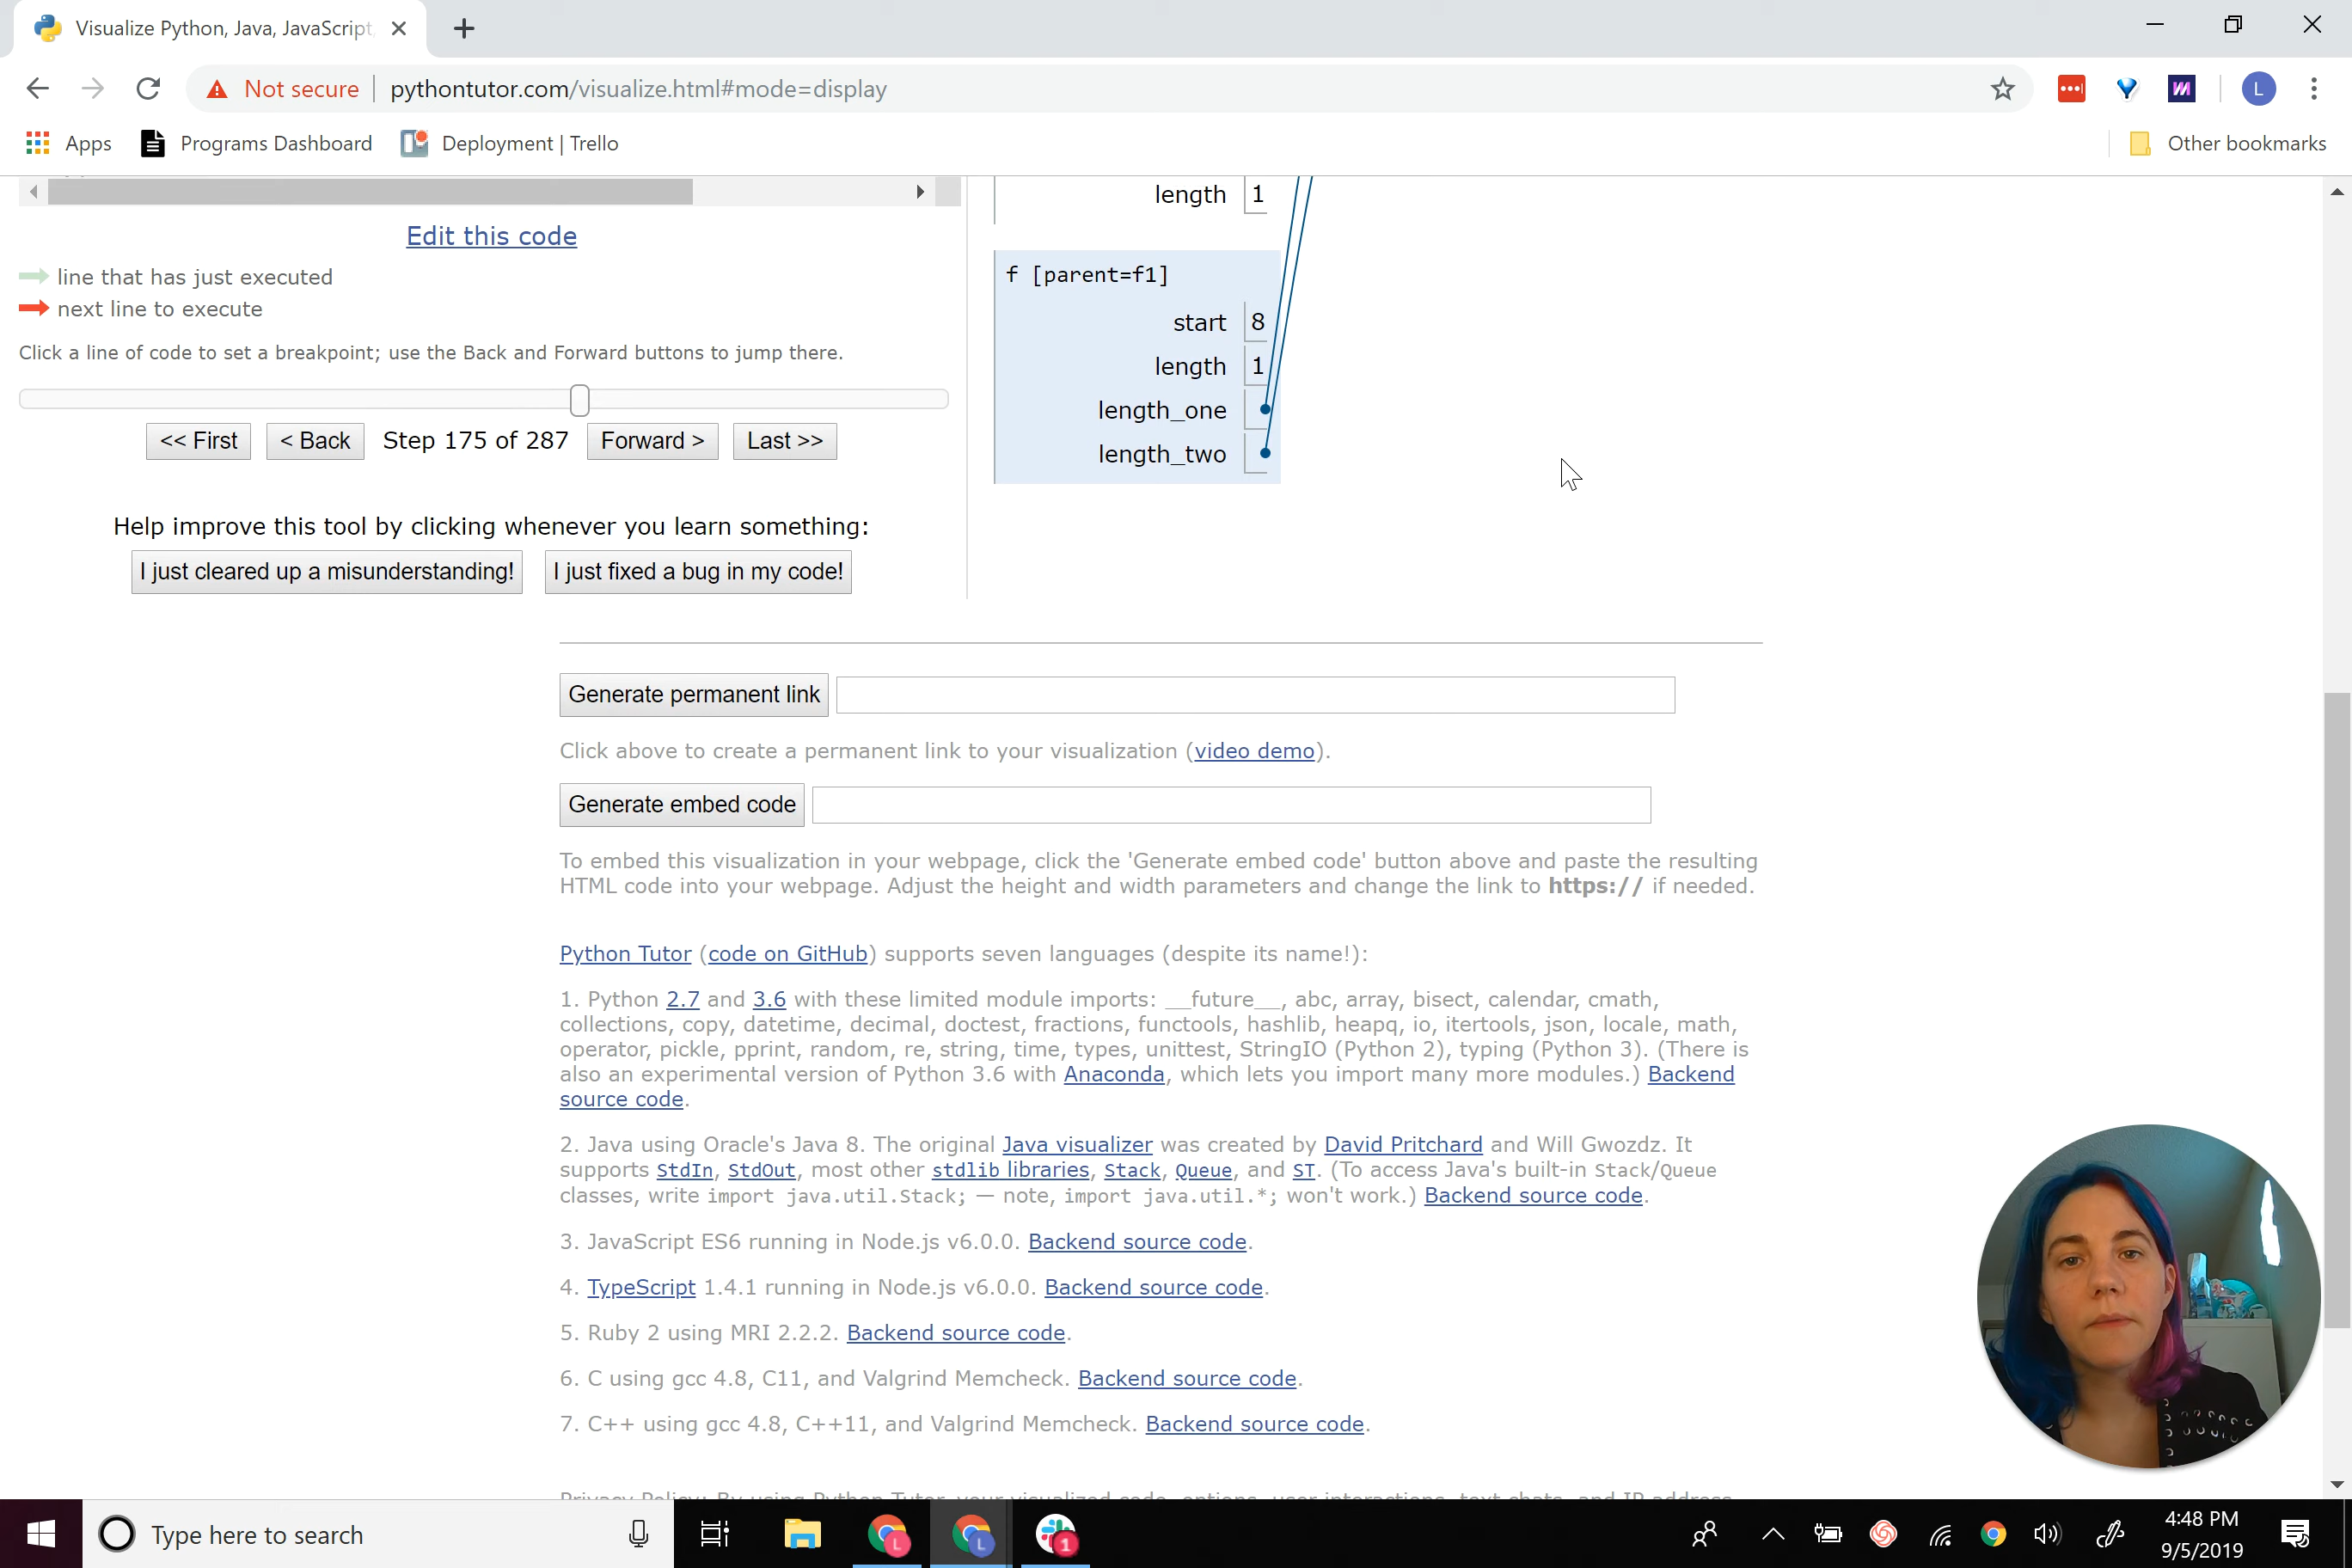 Visualize Python, Java, JavaScript,
Not secure
pythontutor.com/visualize.html#mode=display
L
Apps
Programs Dashboard
Deployment | Trello
Other bookmarks
Edit this code
line that has just executed
next line to execute
Click a line of code to set a breakpoint; use the Back and Forward buttons to jump there.
<< First
< Back
Step 175 of 287
Forward >
Last >>
Help improve this tool by clicking whenever you learn something:
I just cleared up a misunderstanding!
I just fixed a bug in my code!
length 1
f [parent=f1]
start 8
length 1
length_one
length_two
Generate permanent link
Click above to create a permanent link to your visualization (video demo).
Generate embed code
To embed this visualization in your webpage, click the 'Generate embed code' button above and paste the resulting
HTML code into your webpage. Adjust the height and width parameters and change the link to https:// if needed.
Python Tutor (code on GitHub) supports seven languages (despite its name!):
1. Python 2.7 and 3.6 with these limited module imports: __future__, abc, array, bisect, calendar, cmath,
collections, copy, datetime, decimal, doctest, fractions, functools, hashlib, heapq, io, itertools, json, locale, math,
operator, pickle, pprint, random, re, string, time, types, unittest, StringIO (Python 2), typing (Python 3). (There is
also an experimental version of Python 3.6 with Anaconda, which lets you import many more modules.) Backend
source code.
2. Java using Oracle's Java 8. The original Java visualizer was created by David Pritchard and Will Gwozdz. It
supports StdIn, StdOut, most other stdlib libraries, Stack, Queue, and ST. (To access Java's built-in Stack/Queue
classes, write import java.util.Stack; — note, import java.util.*; won't work.) Backend source code.
3. JavaScript ES6 running in Node.js v6.0.0. Backend source code.
4. TypeScript 1.4.1 running in Node.js v6.0.0. Backend source code.
5. Ruby 2 using MRI 2.2.2. Backend source code.
6. C using gcc 4.8, C11, and Valgrind Memcheck. Backend source code.
7. C++ using gcc 4.8, C++11, and Valgrind Memcheck. Backend source code.
Privacy Policy: By using Python Tutor, your visualized code, options, user interactions, text chats, and IP address
Type here to search
L
L
1
4:48 PM
9/5/2019